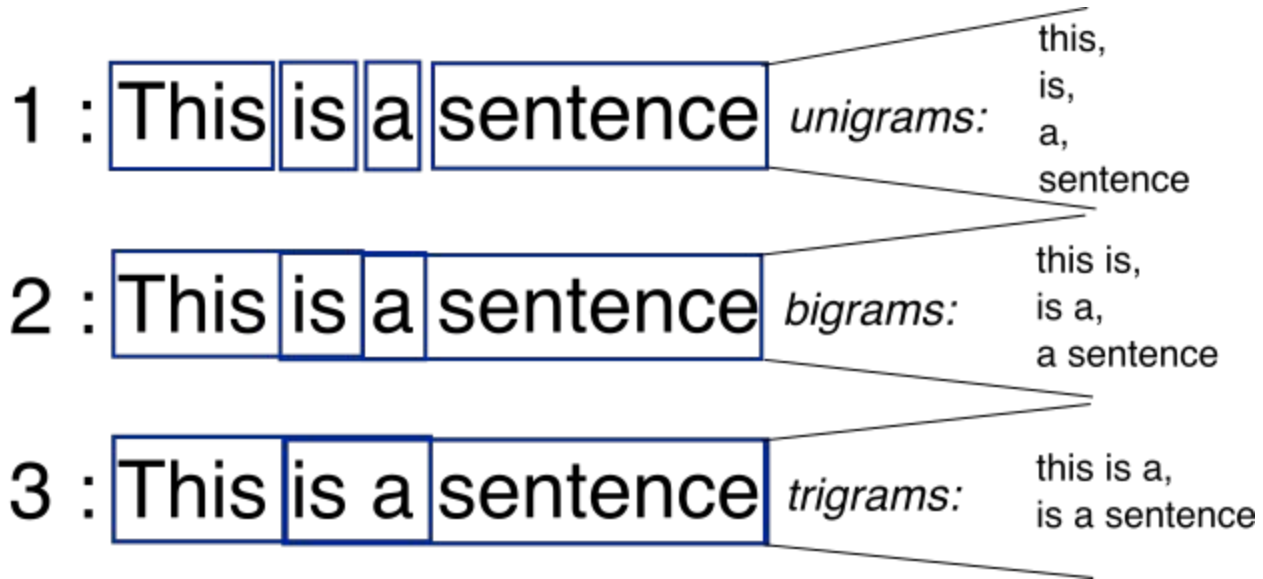 1 : This is a sentence unigrams:
this,
is,
a,
sentence
2 : This is a sentence bigrams:
this is,
is a,
a sentence
3 : This is a sentence trigrams:
this is a,
is a sentence